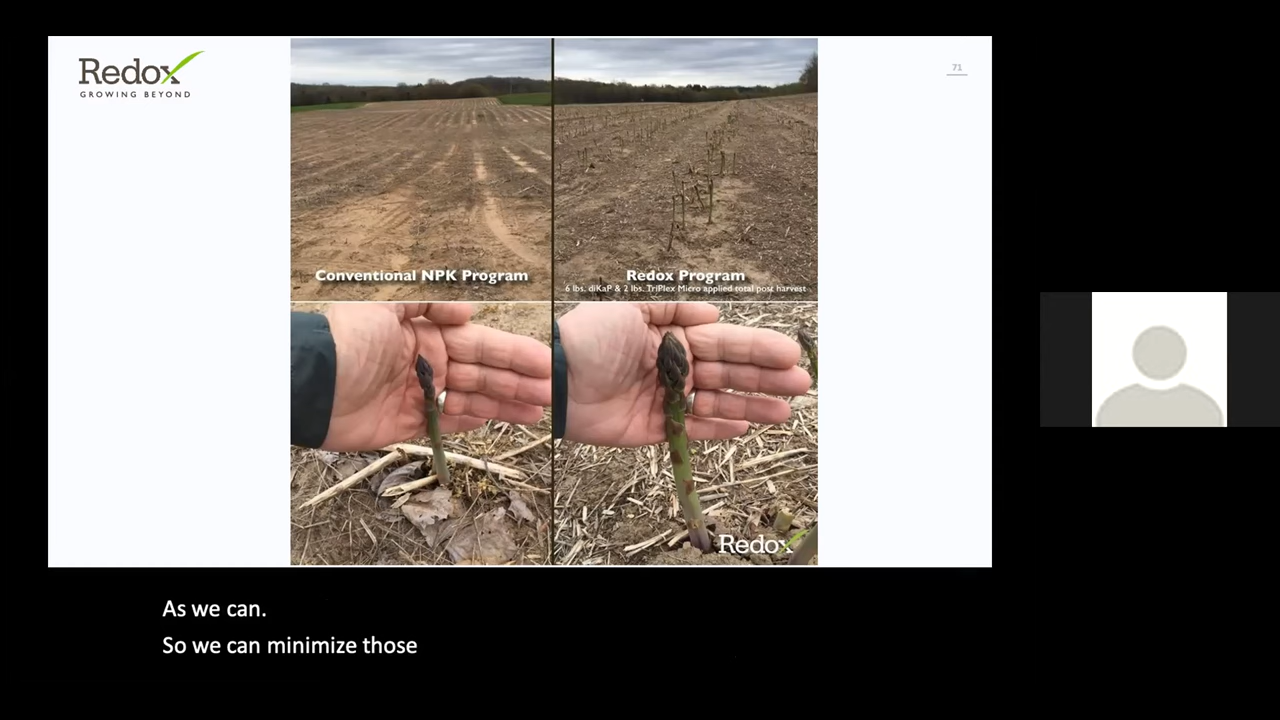 Redox
GROWING BEYOND
71
Conventional NPK Program
Redox Program
6 lbs. diKaP & 2 lbs. TriPlex Micro applied total post harvest
Redox
As we can.
So we can minimize those